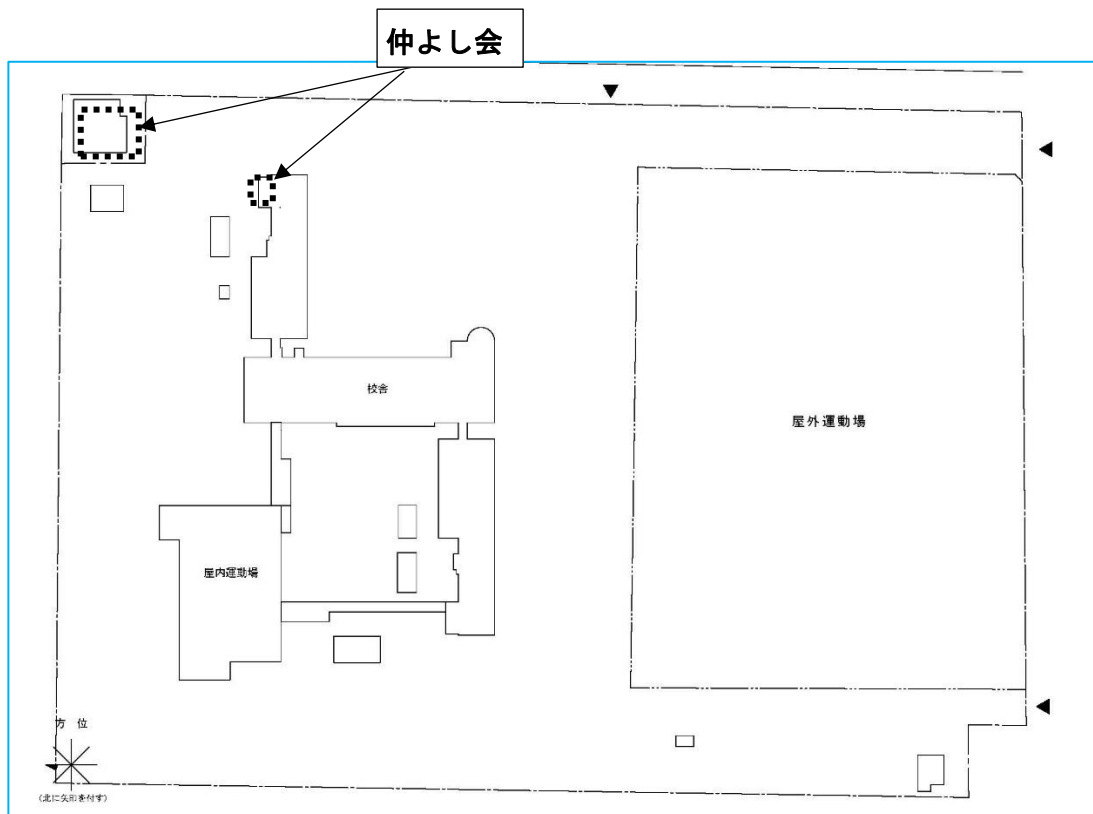 仲よし会
校舎
屋外運動場
屋内運動場
方位
(北に矢印を付す)